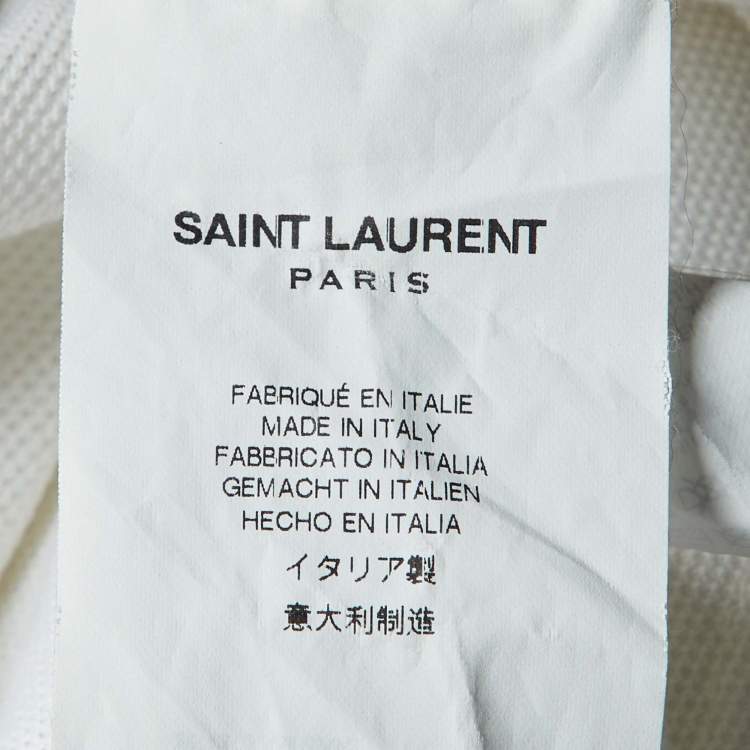 SAINT LAURENT
PARIS
FABRIQUÉ EN ITALIE
MADE IN ITALY
FABBRICATO IN ITALIA
GEMACHT IN ITALIEN
HECHO EN ITALIA
イタリア製
意大利制造